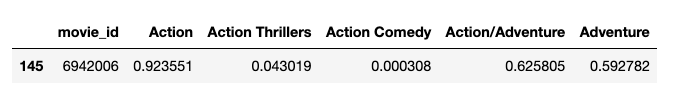 movie_id Action Action Thrillers Action Comedy Action/Adventure Adventure
145 6942006 0.923551 0.043019 0.000308 0.625805 0.592782